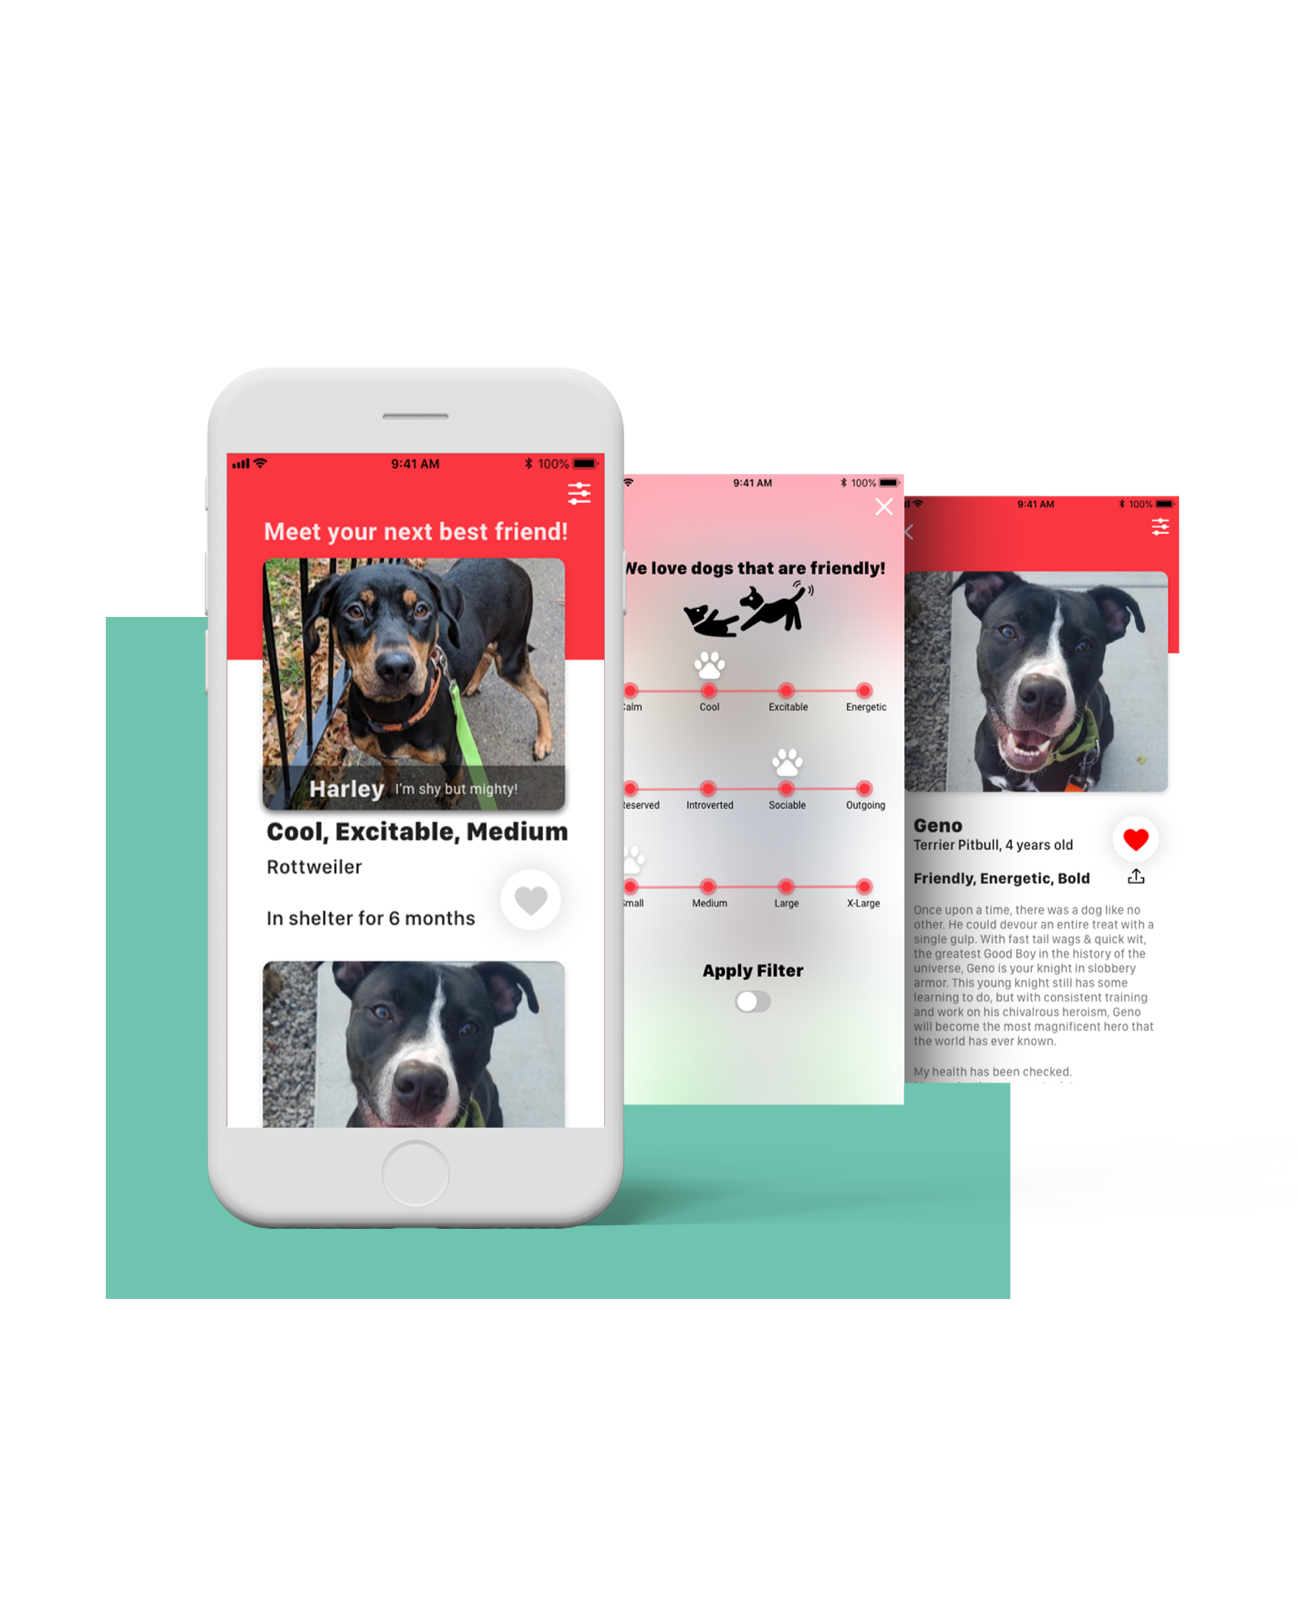 9:41 AM
100%
Meet your next best friend!
Harley I'm shy but mighty!
Cool, Excitable, Medium
Rottweiler
In shelter for 6 months
9:41 AM
100%
We love dogs that are friendly!
Calm Cool Excitable Energetic
Reserved Introverted Sociable Outgoing
Small Medium Large X-Large
Apply Filter
9:41 AM
100%
Geno
Terrier Pitbull, 4 years old
Friendly, Energetic, Bold
Once upon a time, there was a dog like no
other. He could devour an entire treat with a
single gulp. With fast tail wags & quick wit,
the greatest Good Boy in the history of the
universe, Geno is your knight in slobbery
armor. This young knight still has some
learning to do, but with consistent training
and work on his chivalrous heroism, Geno
will become the most magnificent hero that
the world has ever known.
My health has been checked.